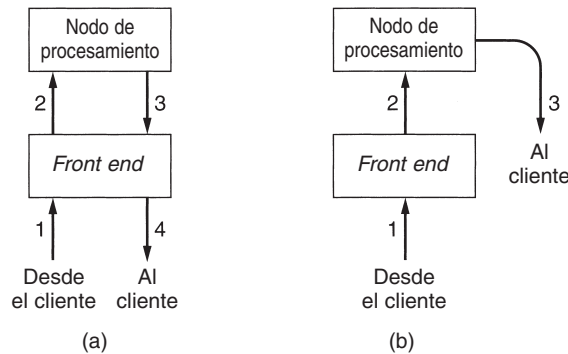 Nodo de
procesamiento
2
3
Front end
1
4
Desde
el cliente
Al
cliente
(a)
Nodo de
procesamiento
3
2
Al
cliente
Front end
1
Desde
el cliente
(b)